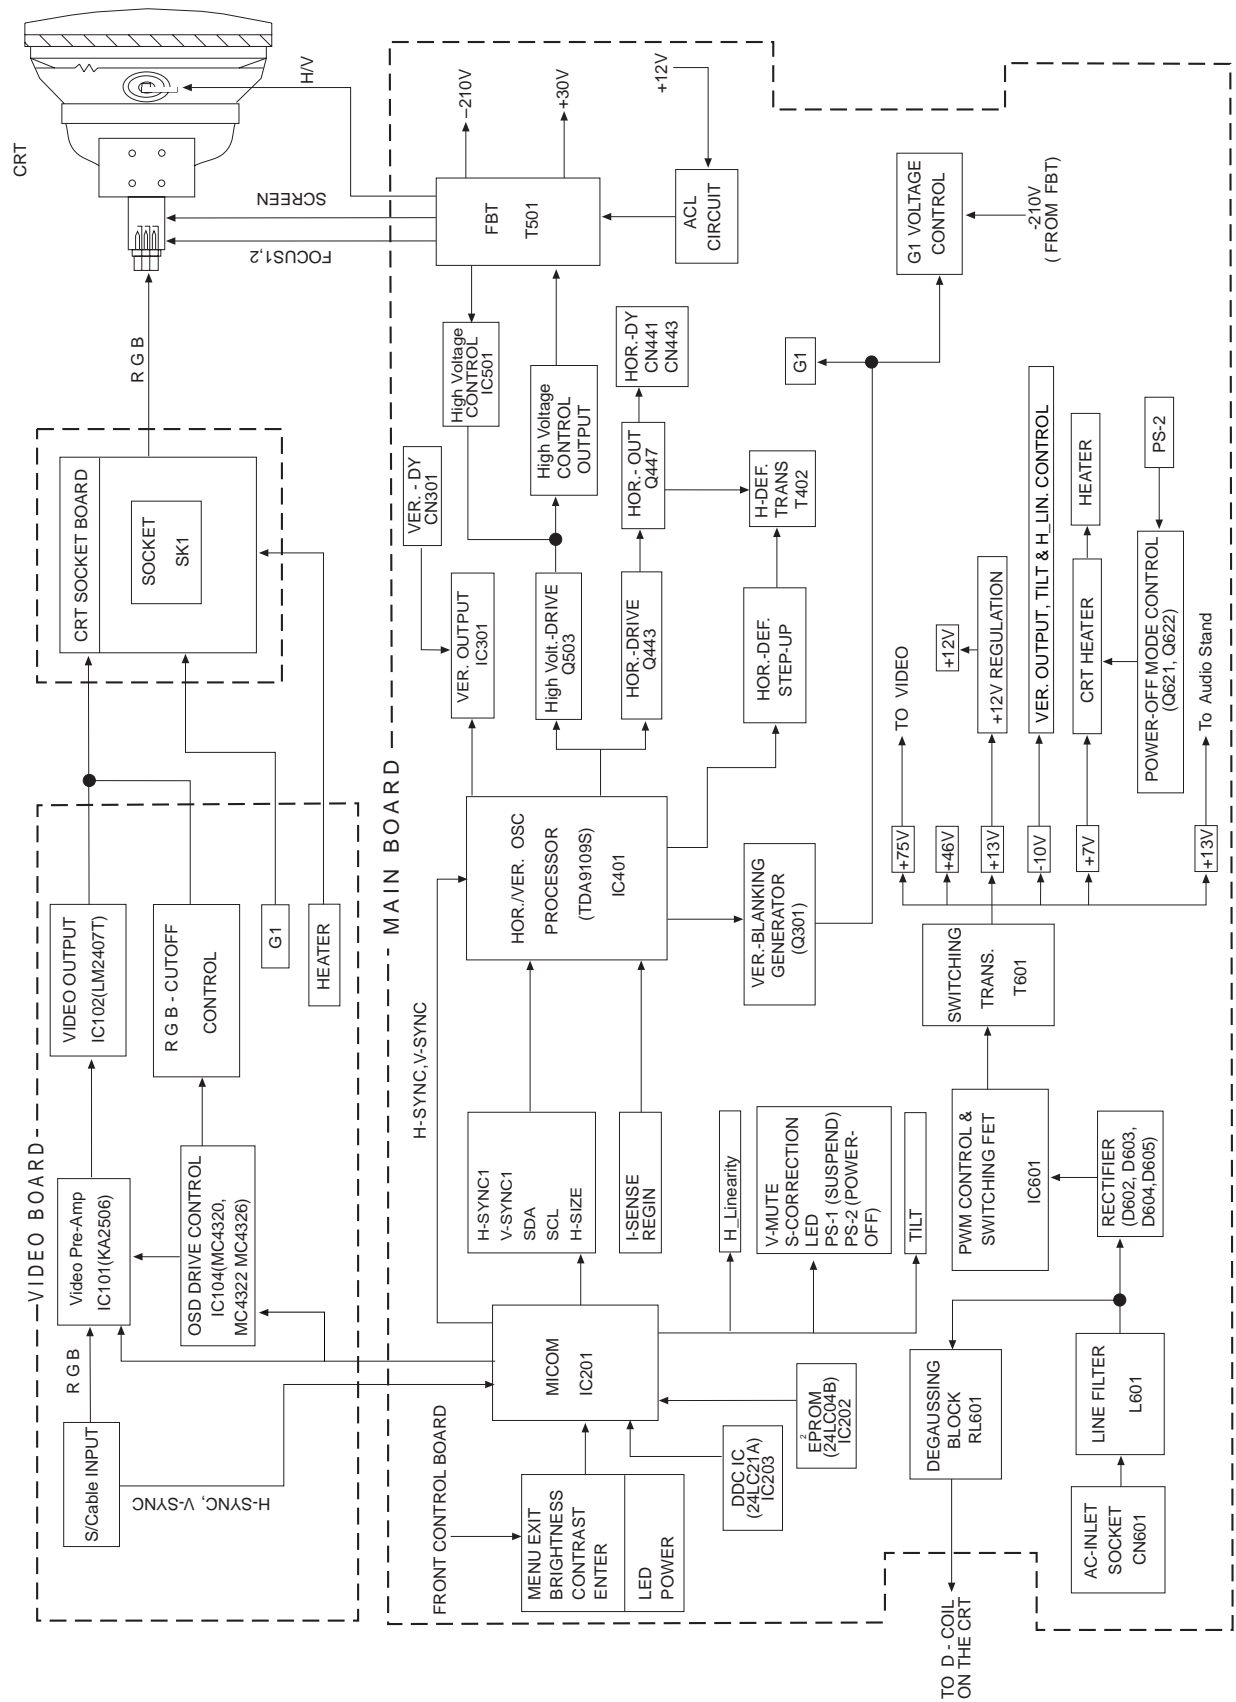 CRT
H/V
SCREEN
FOCUS1,2
R G B
CRT SOCKET BOARD
SOCKET
SK1
VIDEO BOARD
VIDEO OUTPUT
IC102(LM2407T)
R G B - CUTOFF
CONTROL
G1
HEATER
Video Pre-Amp
IC101(KA2506)
OSD DRIVE CONTROL
IC104(MC4320,
MC4322 MC4326)
R G B
S/Cable INPUT
H-SYNC, V-SYNC
MAIN BOARD
–210V
+30V
+12V
FBT
T501
ACL
CIRCUIT
High Voltage
CONTROL
IC501
High Voltage
CONTROL
OUTPUT
HOR.-DY
CN441
CN443
VER. - DY
CN301
HOR.- OUT
Q447
H-DEF.
TRANS
T402
VER. OUTPUT
IC301
High Volt.-DRIVE
Q503
HOR.-DRIVE
Q443
HOR.-DEF.
STEP-UP
G1 VOLTAGE
CONTROL
-210V
( FROM FBT)
G1
HOR./VER. OSC
PROCESSOR
(TDA9109S)
IC401
VER.-BLANKING
GENERATOR
(Q301)
H-SYNC,V-SYNC
H-SYNC1
V-SYNC1
SDA
SCL
H-SIZE
I-SENSE
REGIN
H_Linearity
V-MUTE
S-CORRECTION
LED
PS-1 (SUSPEND)
PS-2 (POWER-
OFF)
TILT
MICOM
IC201
FRONT CONTROL BOARD
MENU EXIT
BRIGHTNESS
CONTRAST
ENTER
LED
POWER
DDC IC
(24LC21A)
IC203
E²PROM
(24LC04B)
IC202
TO VIDEO
+12V
+12V REGULATION
VER. OUTPUT, TILT & H_LIN. CONTROL
CRT HEATER
HEATER
PS-2
POWER-OFF MODE CONTROL
(Q621, Q622)
To Audio Stand
+75V
+46V
+13V
-10V
+7V
+13V
SWITCHING
TRANS.
T601
PWM CONTROL &
SWITCHING FET
IC601
RECTIFIER
(D602, D603,
D604,D605)
DEGAUSSING
BLOCK
RL601
LINE FILTER
L601
AC-INLET
SOCKET
CN601
TO D - COIL
ON THE CRT